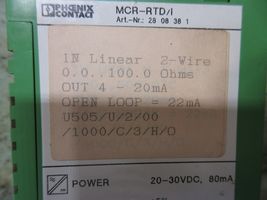 PHŒNIX
CONTACT
MCR-RTD/I
Art.-Nr.: 28 08 38 1
IN Linear 2-Wire
0.0..100.0 Ohms
OUT 4 - 20mA
OPEN LOOP = 22mA
U505/U/2/00
/1000/C/3/H/O
POWER 20-30VDC, 80mA